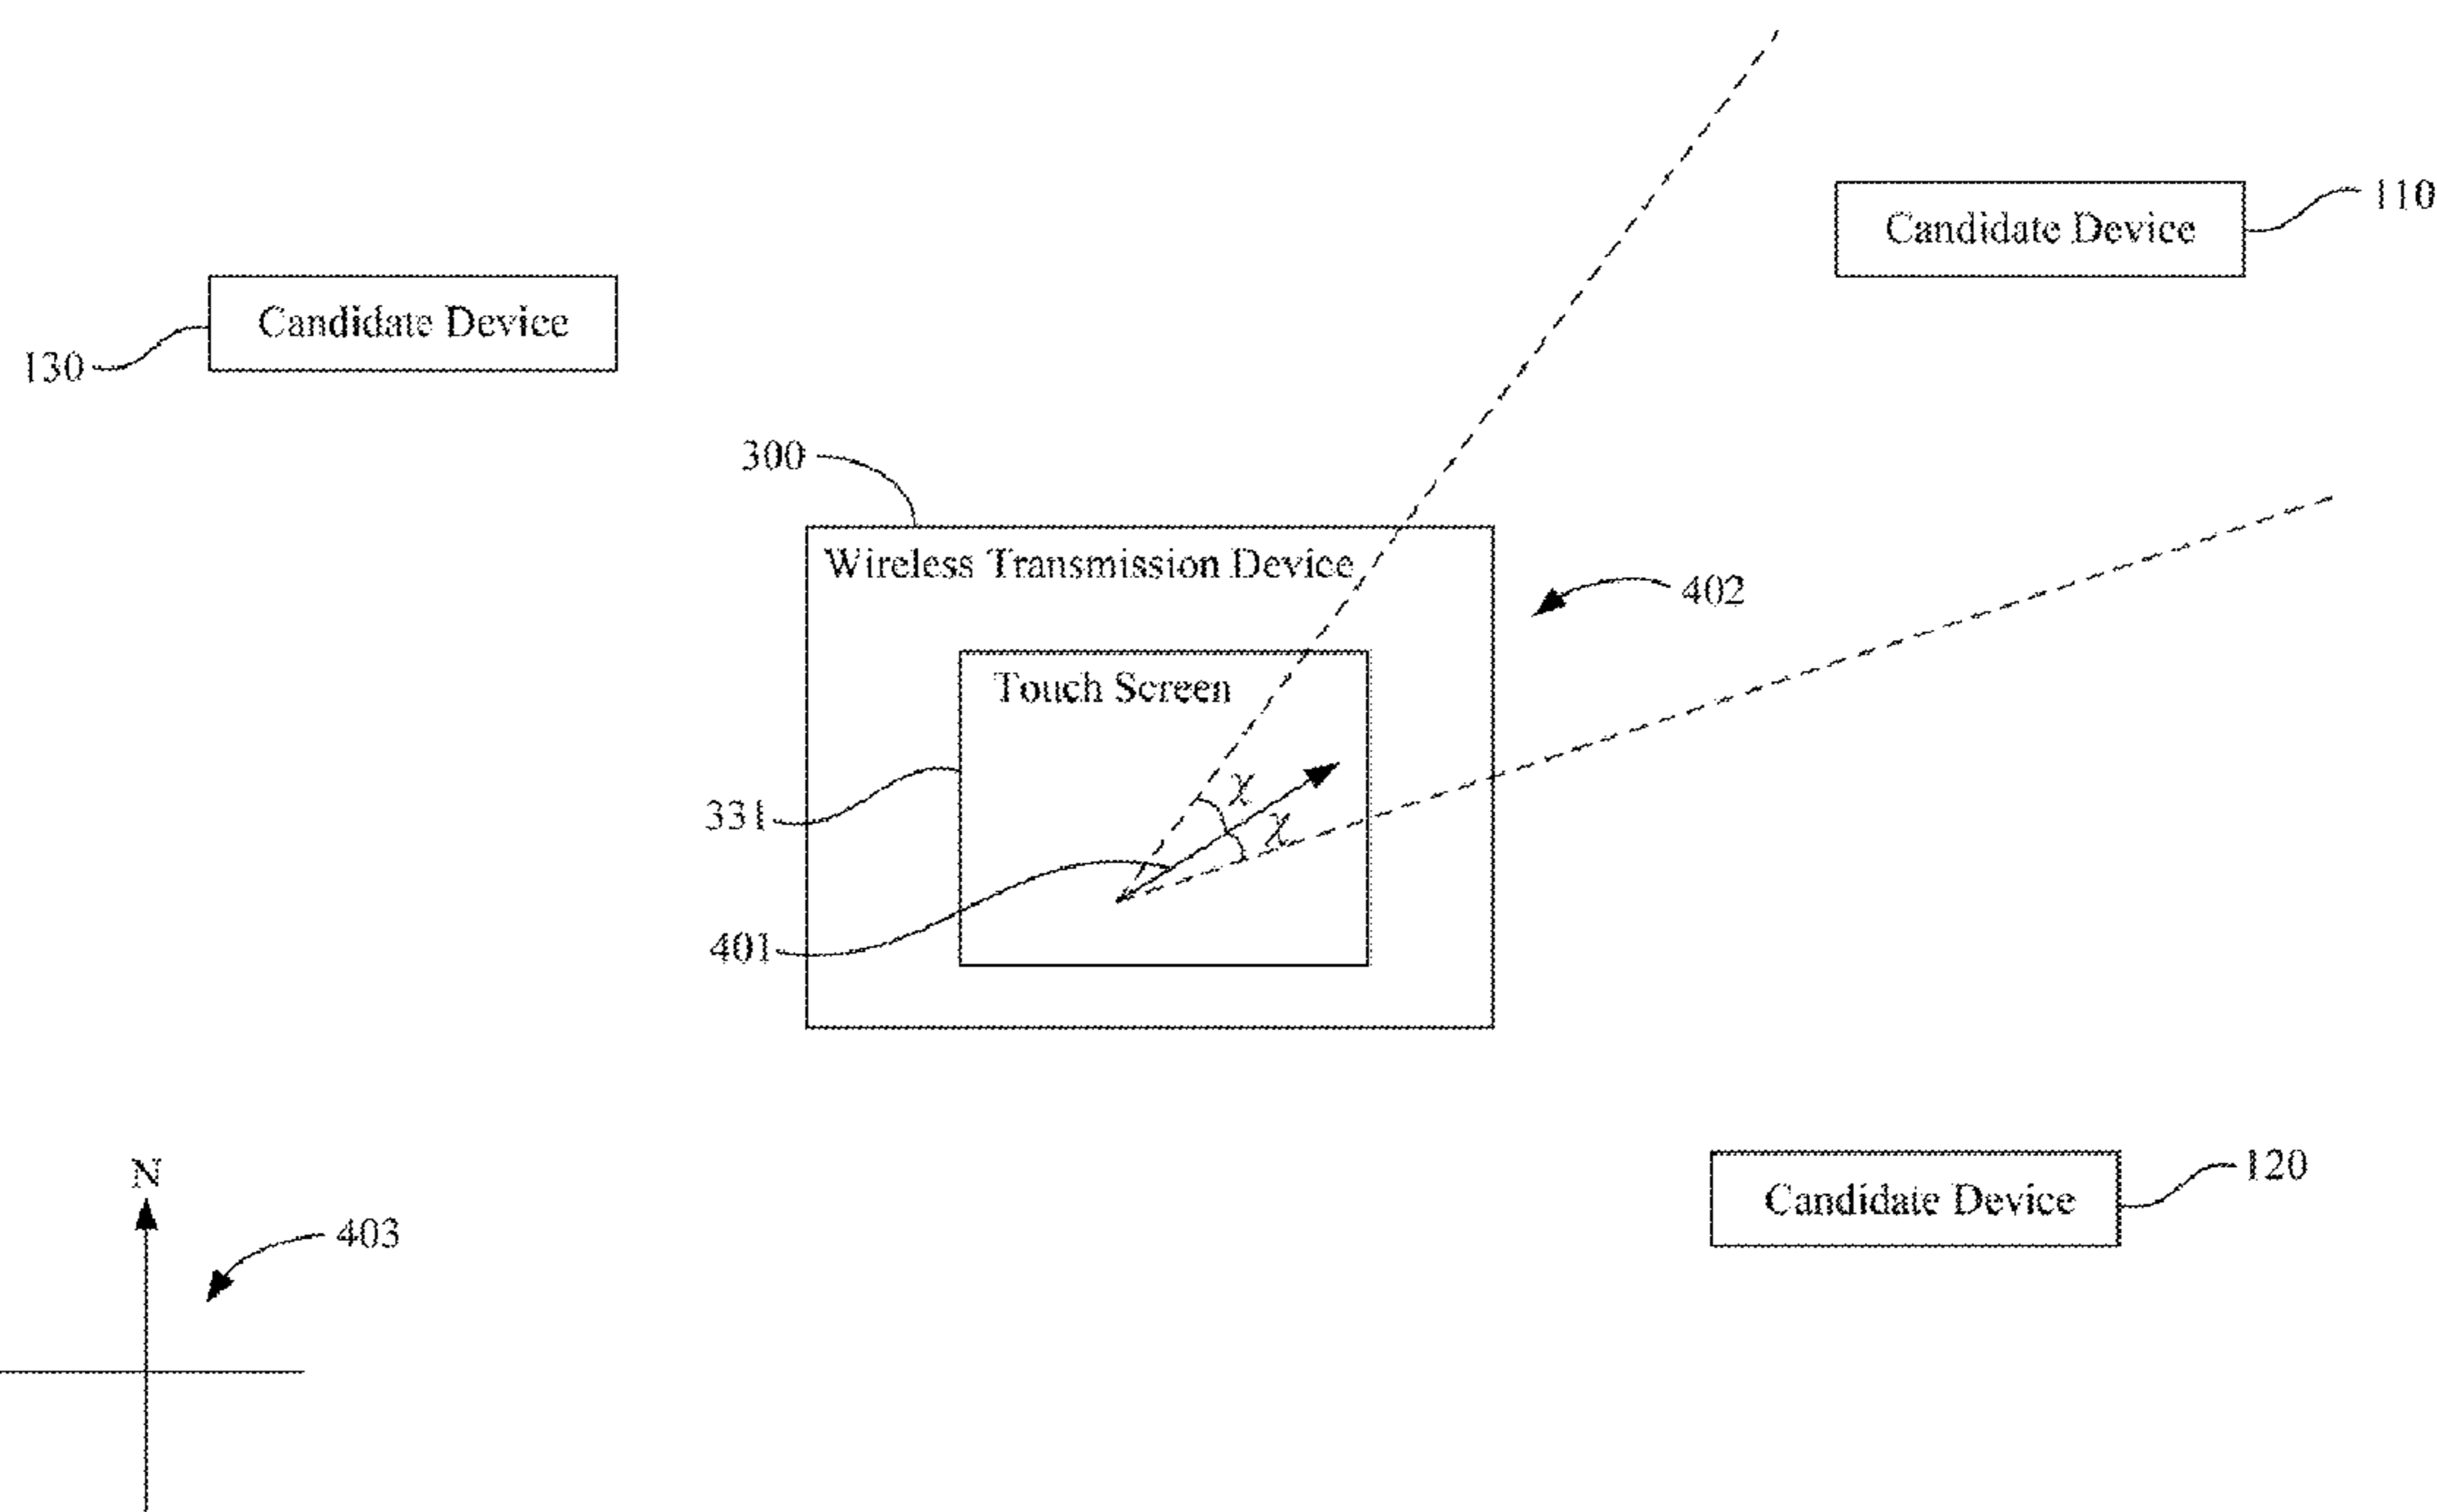 110
Candidate Device
Candidate Device
130
300
Wireless Transmission Device
402
Touch Screen
χ
331
χ
401
N
120
Candidate Device
403